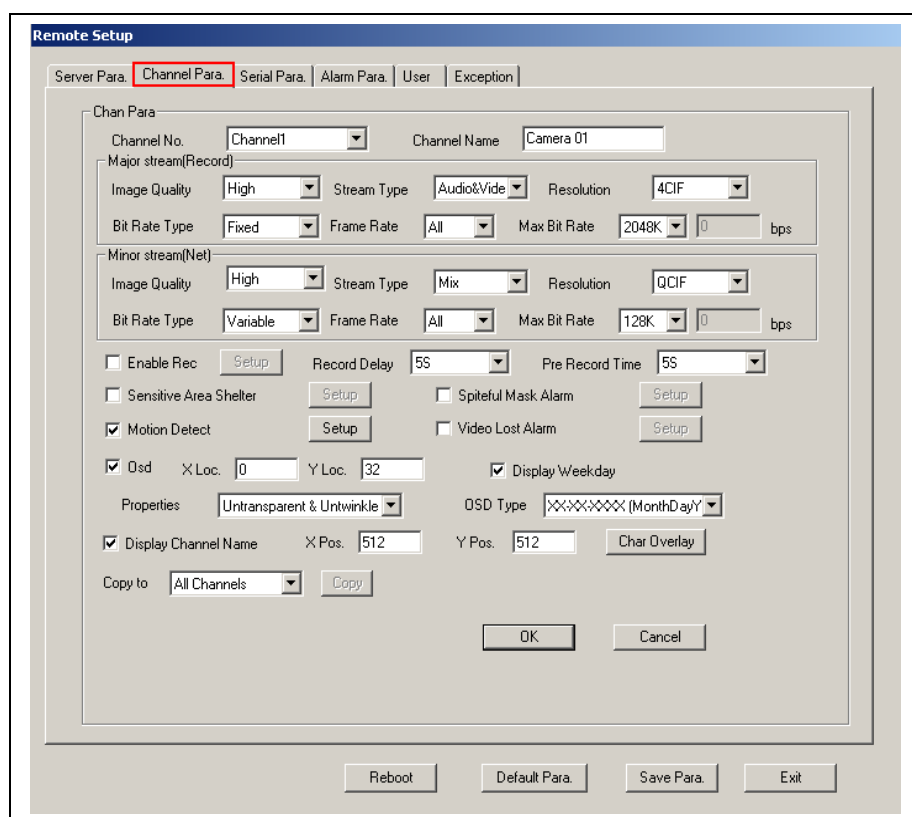 Remote Setup
Server Para. Channel Para. Serial Para. Alarm Para. User Exception
Chan Para
Channel No. Channel1 Channel Name Camera 01
Major stream(Record)
Image Quality High Stream Type Audio&Vide Resolution 4CIF
Bit Rate Type Fixed Frame Rate All Max Bit Rate 2048K 0 bps
Minor stream(Net)
Image Quality High Stream Type Mix Resolution QCIF
Bit Rate Type Variable Frame Rate All Max Bit Rate 128K 0 bps
Enable Rec Setup Record Delay 5S Pre Record Time 5S
Sensitive Area Shelter Setup Spiteful Mask Alarm Setup
Motion Detect Setup Video Lost Alarm Setup
Osd X Loc. 0 Y Loc. 32 Display Weekday
Properties Untransparent & Untwinkle OSD Type XX-XX-XXXX (MonthDayY
Display Channel Name X Pos. 512 Y Pos. 512 Char Overlay
Copy to All Channels Copy
OK Cancel
Reboot Default Para. Save Para. Exit